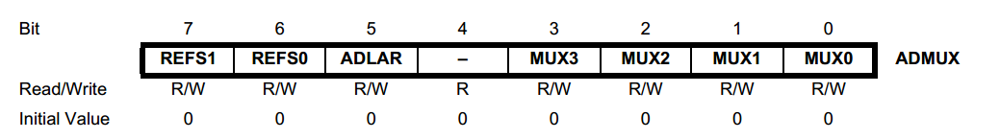 Bit 7 6 5 4 3 2 1 0
REFS1 REFS0 ADLAR – MUX3 MUX2 MUX1 MUX0 ADMUX
Read/Write R/W R/W R/W R R/W R/W R/W R/W
Initial Value 0 0 0 0 0 0 0 0